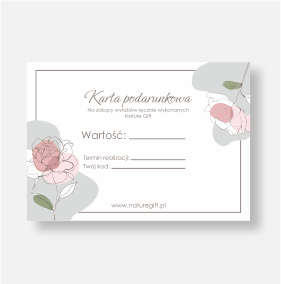 Karta podarunkowa
Na zakupy wyrobów ręcznie wykonanych
Nature Gift
Wartość:
Termin realizacji:
Twój kod:
www.naturegift.pl